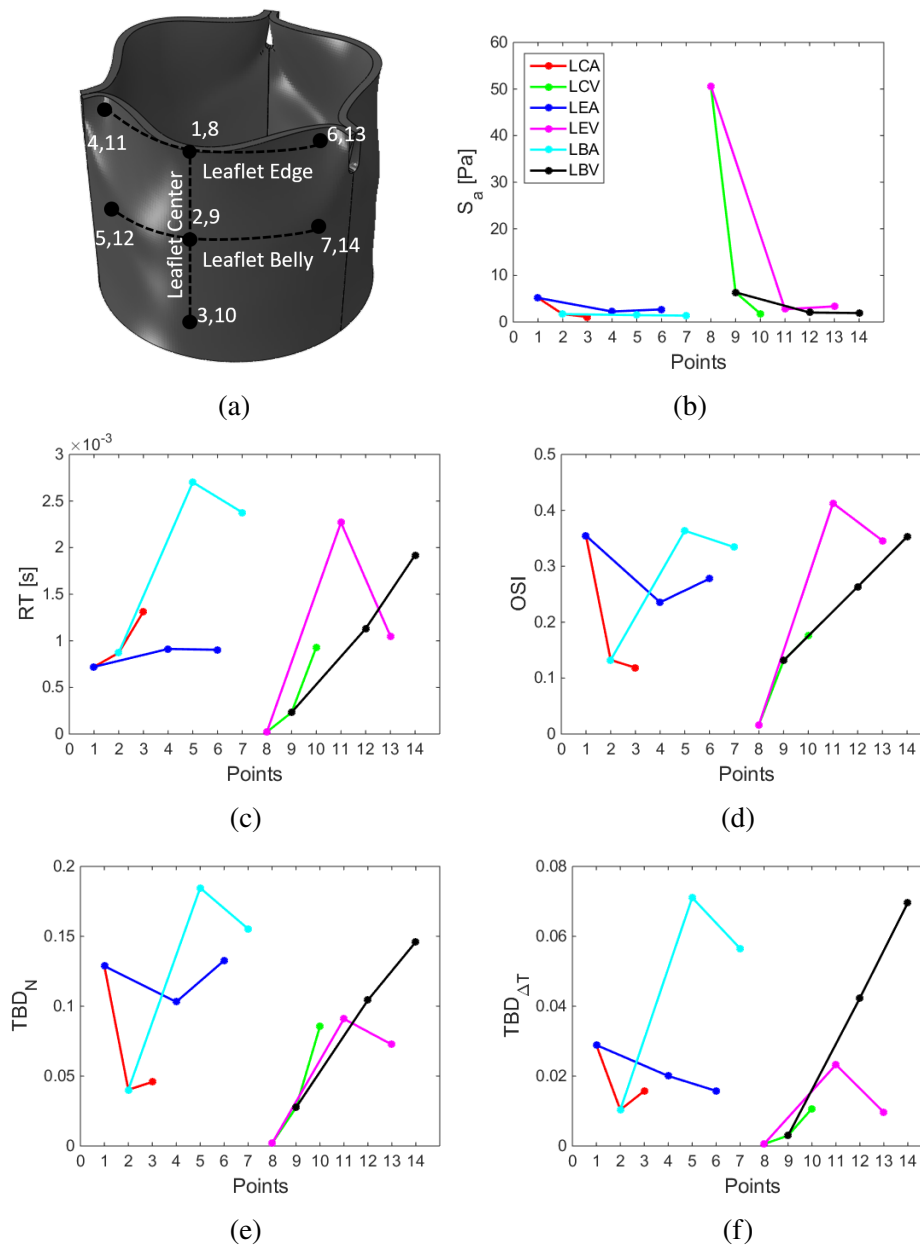 1,8
6,13
4,11
Leaflet Edge
Leaflet Center
2,9
5,12
Leaflet Belly
7,14
3,10
(a)
60
50
40
30
20
10
0
S_a [Pa]
LCA
LCV
LEA
LEV
LBA
LBV
0 1 2 3 4 5 6 7 8 9 10 11 12 13 14
Points
(b)
×10^-3
3
2.5
2
1.5
1
0.5
0
RT [s]
0 1 2 3 4 5 6 7 8 9 10 11 12 13 14
Points
(c)
0.5
0.4
0.3
0.2
0.1
0
OSI
0 1 2 3 4 5 6 7 8 9 10 11 12 13 14
Points
(d)
0.2
0.15
0.1
0.05
0
TBD_N
0 1 2 3 4 5 6 7 8 9 10 11 12 13 14
Points
(e)
0.08
0.06
0.04
0.02
0
TBD_ΔT
0 1 2 3 4 5 6 7 8 9 10 11 12 13 14
Points
(f)